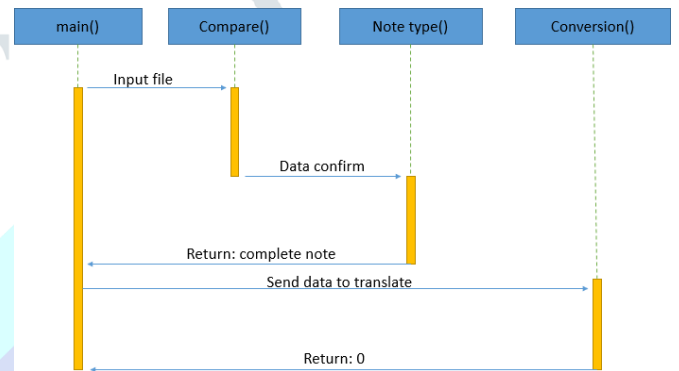 main()
Compare()
Note type()
Conversion()
Input file
Data confirm
Return: complete note
Send data to translate
Return: 0